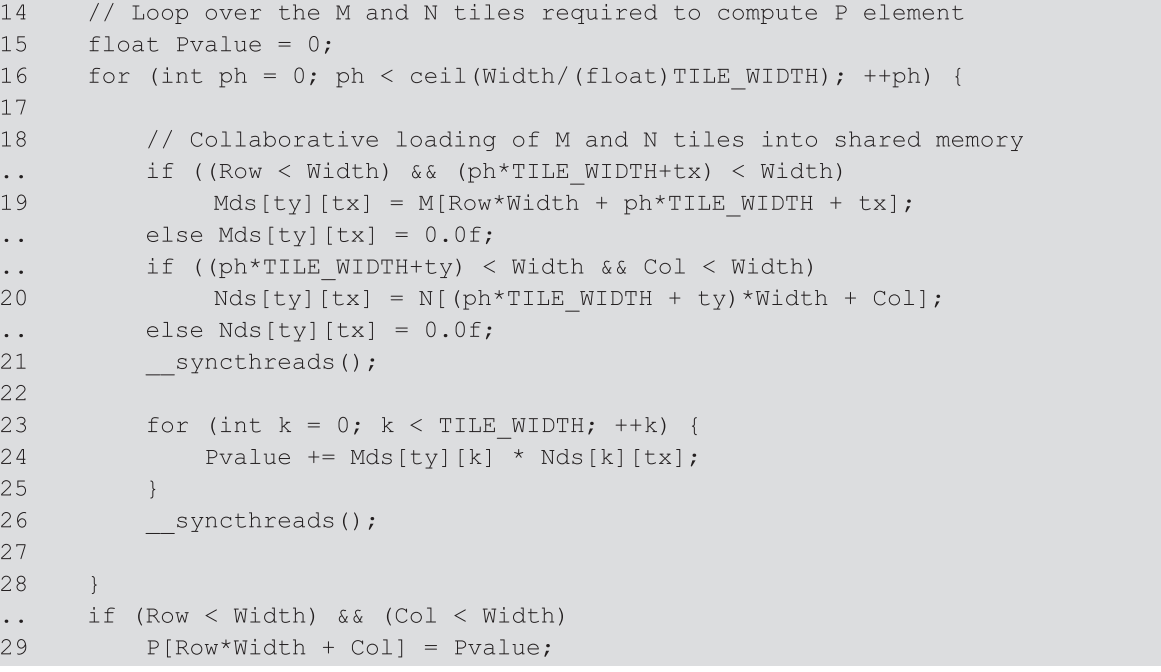 14    // Loop over the M and N tiles required to compute P element
15    float Pvalue = 0;
16    for (int ph = 0; ph < ceil(Width/(float)TILE_WIDTH); ++ph) {
17
18        // Collaborative loading of M and N tiles into shared memory
..        if ((Row < Width) && (ph*TILE_WIDTH+tx) < Width)
19            Mds[ty][tx] = M[Row*Width + ph*TILE_WIDTH + tx];
..        else Mds[ty][tx] = 0.0f;
..        if ((ph*TILE_WIDTH+ty) < Width && Col < Width)
20            Nds[ty][tx] = N[(ph*TILE_WIDTH + ty)*Width + Col];
..        else Nds[ty][tx] = 0.0f;
21        __syncthreads();
22
23        for (int k = 0; k < TILE_WIDTH; ++k) {
24            Pvalue += Mds[ty][k] * Nds[k][tx];
25        }
26        __syncthreads();
27
28    }
..    if (Row < Width) && (Col < Width)
29        P[Row*Width + Col] = Pvalue;